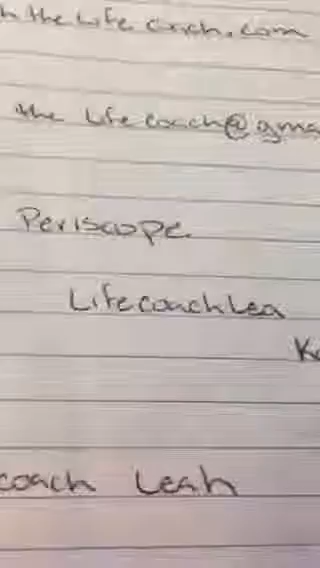 h the Life Coach.com
the Life coach@gma
Periscope
LifecoachLea
K
coach Leah